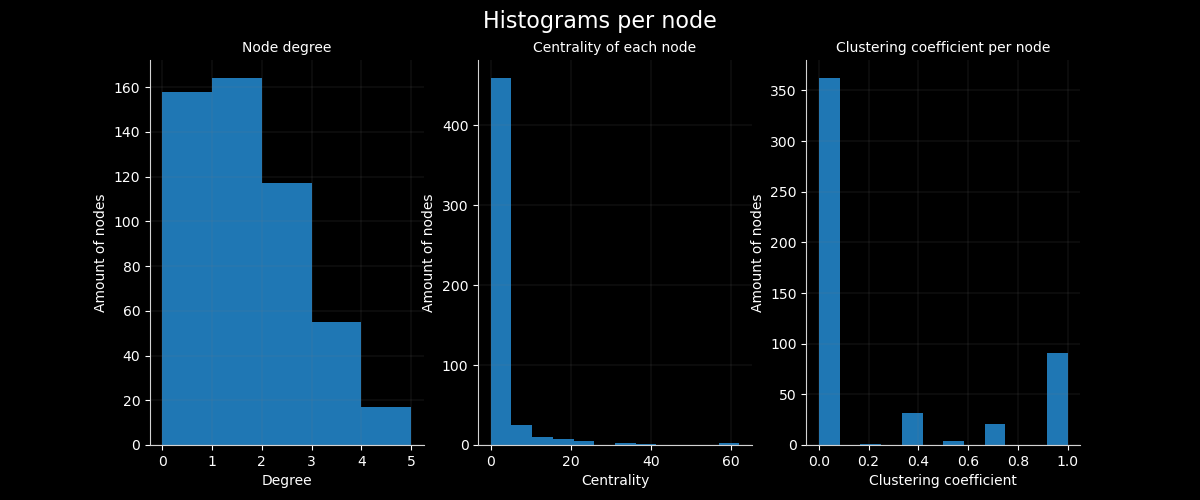 Histograms per node
Node degree
Amount of nodes
160
140
120
100
80
60
40
20
0
0 1 2 3 4 5
Degree
Centrality of each node
Amount of nodes
400
300
200
100
0
0 20 40 60
Centrality
Clustering coefficient per node
Amount of nodes
350
300
250
200
150
100
50
0
0.0 0.2 0.4 0.6 0.8 1.0
Clustering coefficient